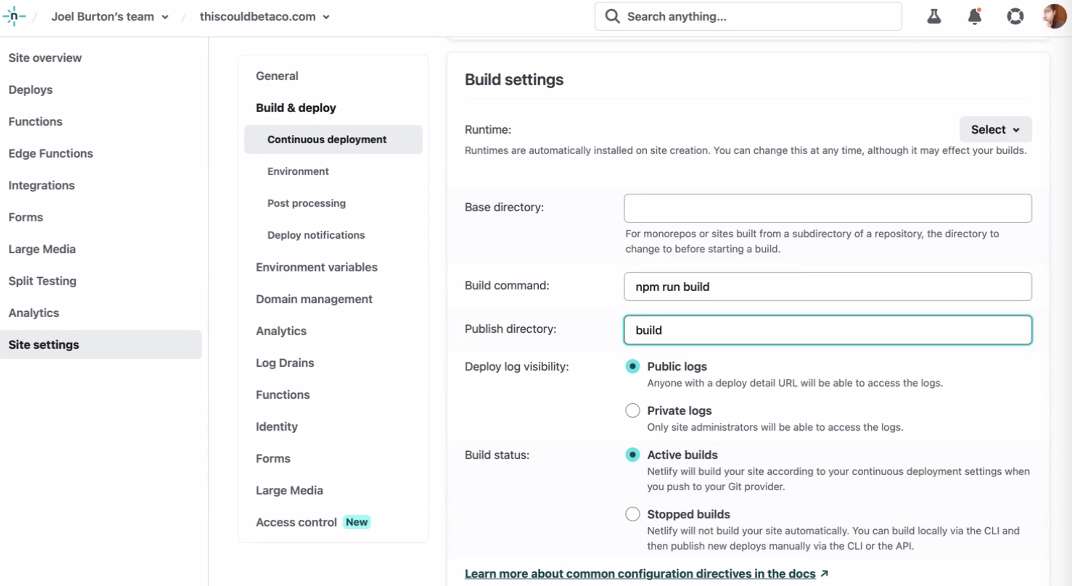 n / Joel Burton's team / thiscouldbetaco.com
Search anything...
Site overview
Deploys
Functions
Edge Functions
Integrations
Forms
Large Media
Split Testing
Analytics
Site settings
General
Build & deploy
Continuous deployment
Environment
Post processing
Deploy notifications
Environment variables
Domain management
Analytics
Log Drains
Functions
Identity
Forms
Large Media
Access control New
Build settings
Runtime: Select
Runtimes are automatically installed on site creation. You can change this at any time, although it may effect your builds.
Base directory:
For monorepos or sites built from a subdirectory of a repository, the directory to
change to before starting a build.
Build command: npm run build
Publish directory: build
Deploy log visibility: Public logs
Anyone with a deploy detail URL will be able to access the logs.
Private logs
Only site administrators will be able to access the logs.
Build status: Active builds
Netlify will build your site according to your continuous deployment settings when
you push to your Git provider.
Stopped builds
Netlify will not build your site automatically. You can build locally via the CLI and
then publish new deploys manually via the CLI or the API.
Learn more about common configuration directives in the docs ↗